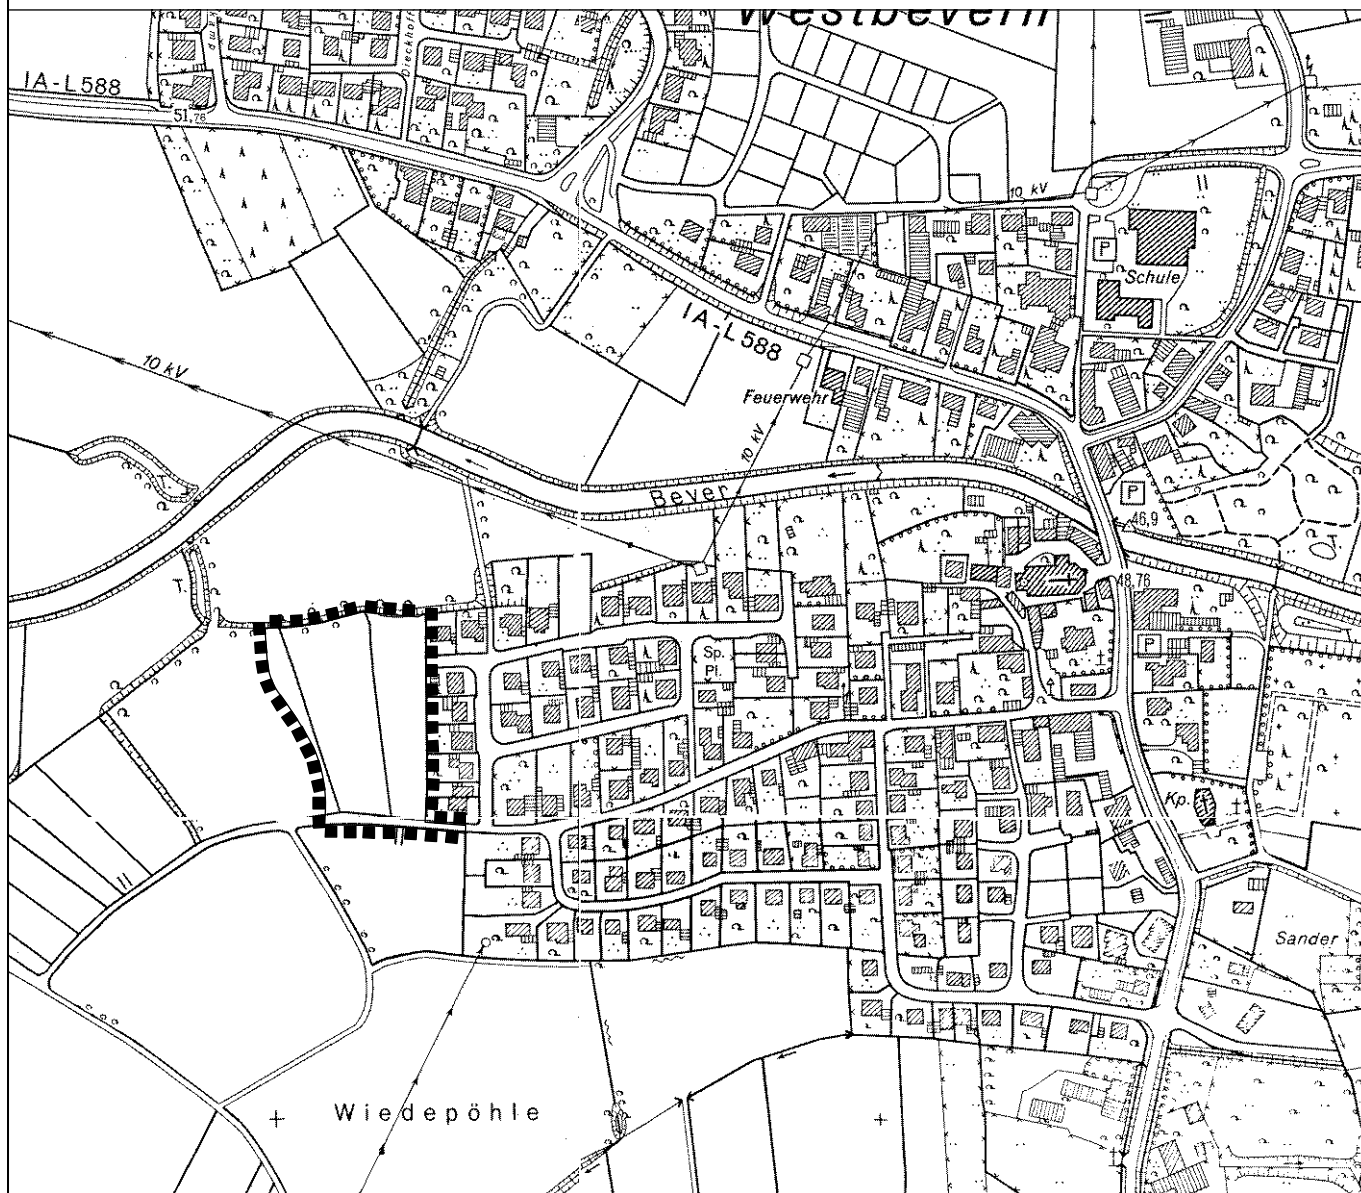 Westbevern
Dieckhoff
IA-L588
51,76
10 kV
P
Schule
IA-L588
10 kV
Feuerwehr
10 kV
Bever
P
46,9
T.
T.
48,76
Sp.
Pl.
P
Kp.
Sander
Wiedepöhle